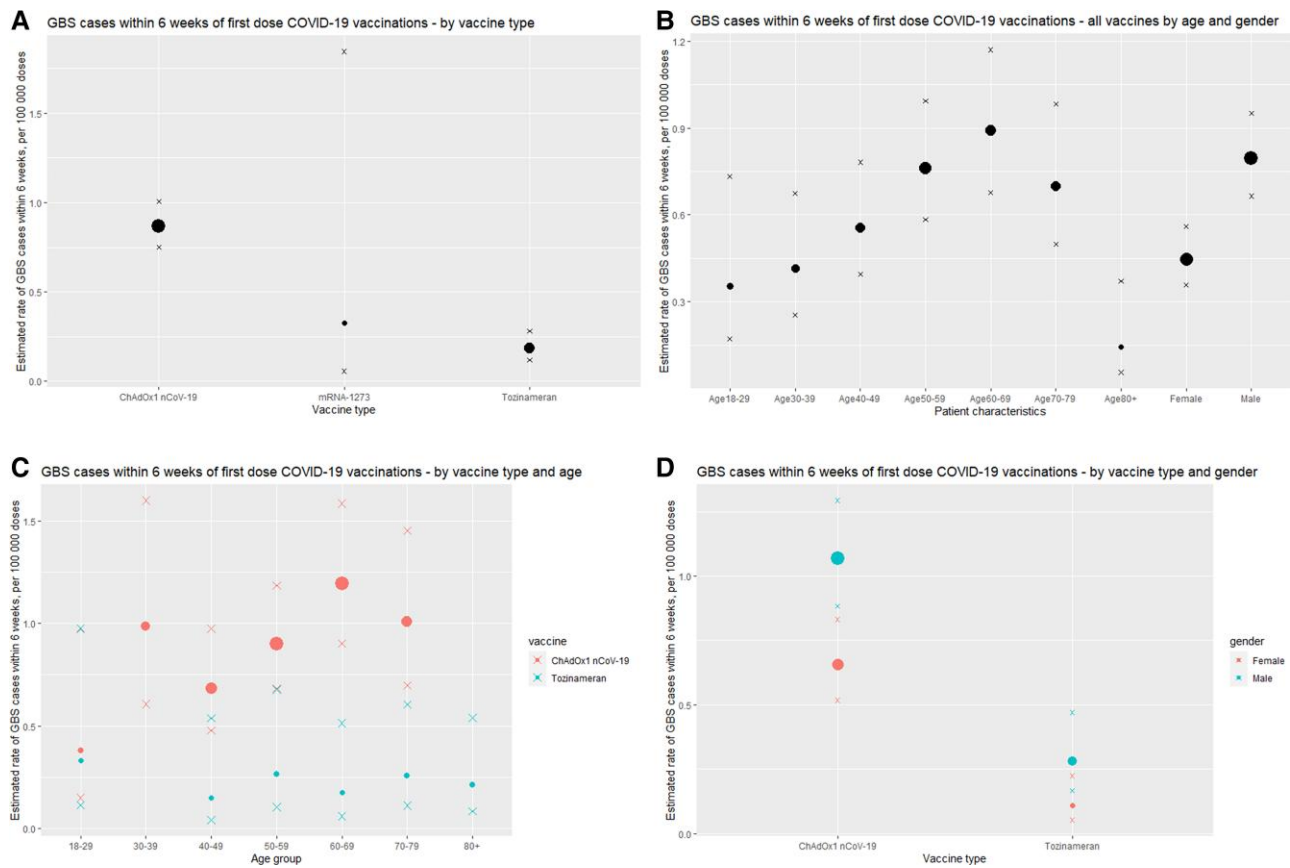 A
GBS cases within 6 weeks of first dose COVID-19 vaccinations - by vaccine type
Estimated rate of GBS cases within 6 weeks, per 100 000 doses
1.5
1.0
0.5
0.0
ChAdOx1 nCoV-19 mRNA-1273 Tozinameran
Vaccine type
B
GBS cases within 6 weeks of first dose COVID-19 vaccinations - all vaccines by age and gender
Estimated rate of GBS cases within 6 weeks, per 100 000 doses
1.2
0.9
0.6
0.3
Age18-29 Age30-39 Age40-49 Age50-59 Age60-69 Age70-79 Age80+ Female Male
Patient characteristics
C
GBS cases within 6 weeks of first dose COVID-19 vaccinations - by vaccine type and age
Estimated rate of GBS cases within 6 weeks, per 100 000 doses
1.5
1.0
0.5
0.0
18-29 30-39 40-49 50-59 60-69 70-79 80+
Age group
vaccine
ChAdOx1 nCoV-19
Tozinameran
D
GBS cases within 6 weeks of first dose COVID-19 vaccinations - by vaccine type and gender
Estimated rate of GBS cases within 6 weeks, per 100 000 doses
1.0
0.5
0.0
ChAdOx1 nCoV-19 Tozinameran
Vaccine type
gender
Female
Male